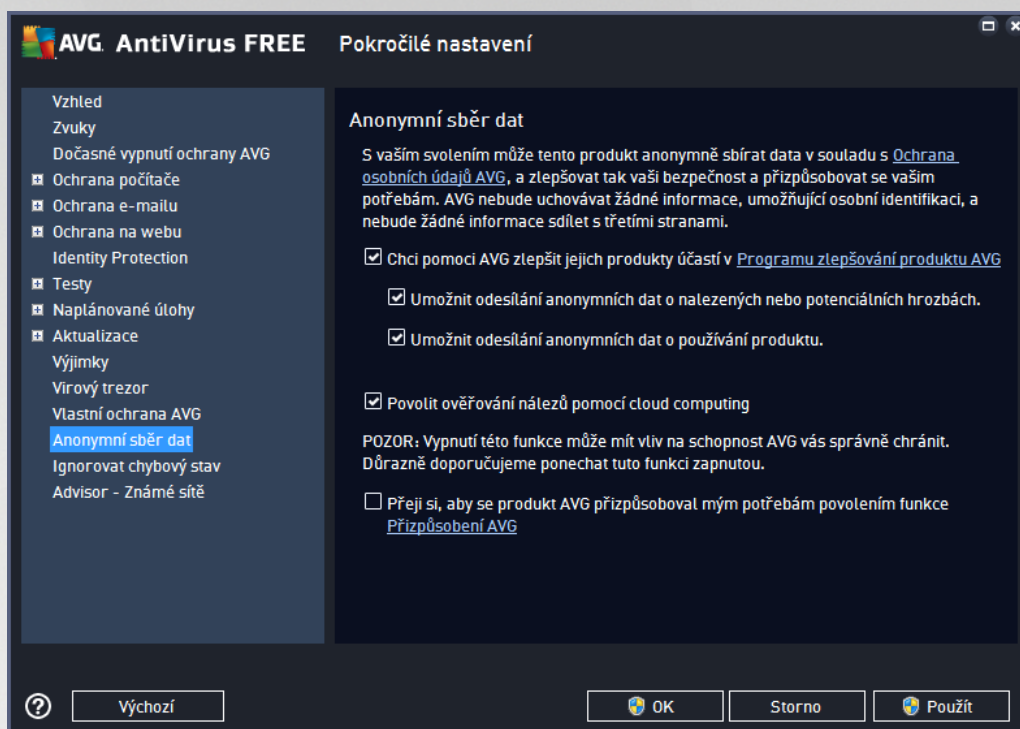 AVG. AntiVirus FREE
Pokročilé nastavení
Vzhled
Zvuky
Dočasné vypnutí ochrany AVG
Ochrana počítače
Ochrana e-mailu
Ochrana na webu
Identity Protection
Testy
Naplánované úlohy
Aktualizace
Výjimky
Virový trezor
Vlastní ochrana AVG
Anonymní sběr dat
Ignorovat chybový stav
Advisor - Známé sítě
Anonymní sběr dat
S vaším svolením může tento produkt anonymně sbírat data v souladu s Ochrana
osobních údajů AVG, a zlepšovat tak vaši bezpečnost a přizpůsobovat se vašim
potřebám. AVG nebude uchovávat žádné informace, umožňující osobní identifikaci, a
nebude žádné informace sdílet s třetími stranami.
Chci pomoci AVG zlepšit jejich produkty účastí v Programu zlepšování produktu AVG
Umožnit odesílání anonymních dat o nalezených nebo potenciálních hrozbách.
Umožnit odesílání anonymních dat o používání produktu.
Povolit ověřování nálezů pomocí cloud computing
POZOR: Vypnutí této funkce může mít vliv na schopnost AVG vás správně chránit.
Důrazně doporučujeme ponechat tuto funkci zapnutou.
Přeji si, aby se produkt AVG přizpůsoboval mým potřebám povolením funkce
Přizpůsobení AVG
?
Výchozí
OK
Storno
Použít